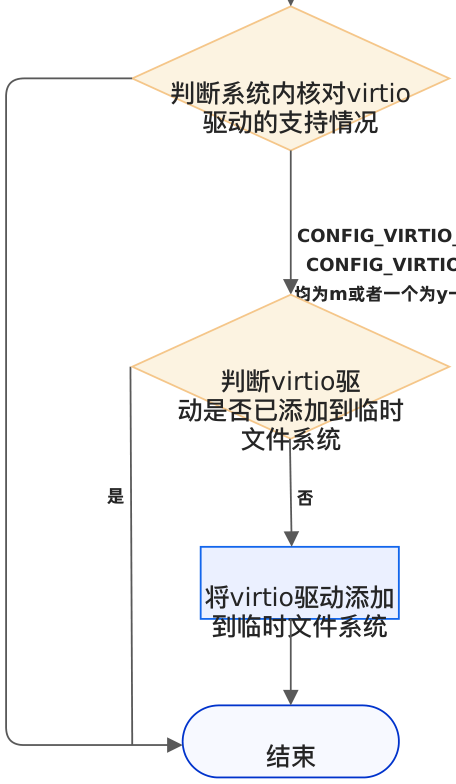 判断系统内核对virtio
驱动的支持情况
CONFIG_VIRTIO_
CONFIG_VIRTIO
均为m或者一个为y一
判断virtio驱
动是否已添加到临时
文件系统
是
否
将virtio驱动添加
到临时文件系统
结束